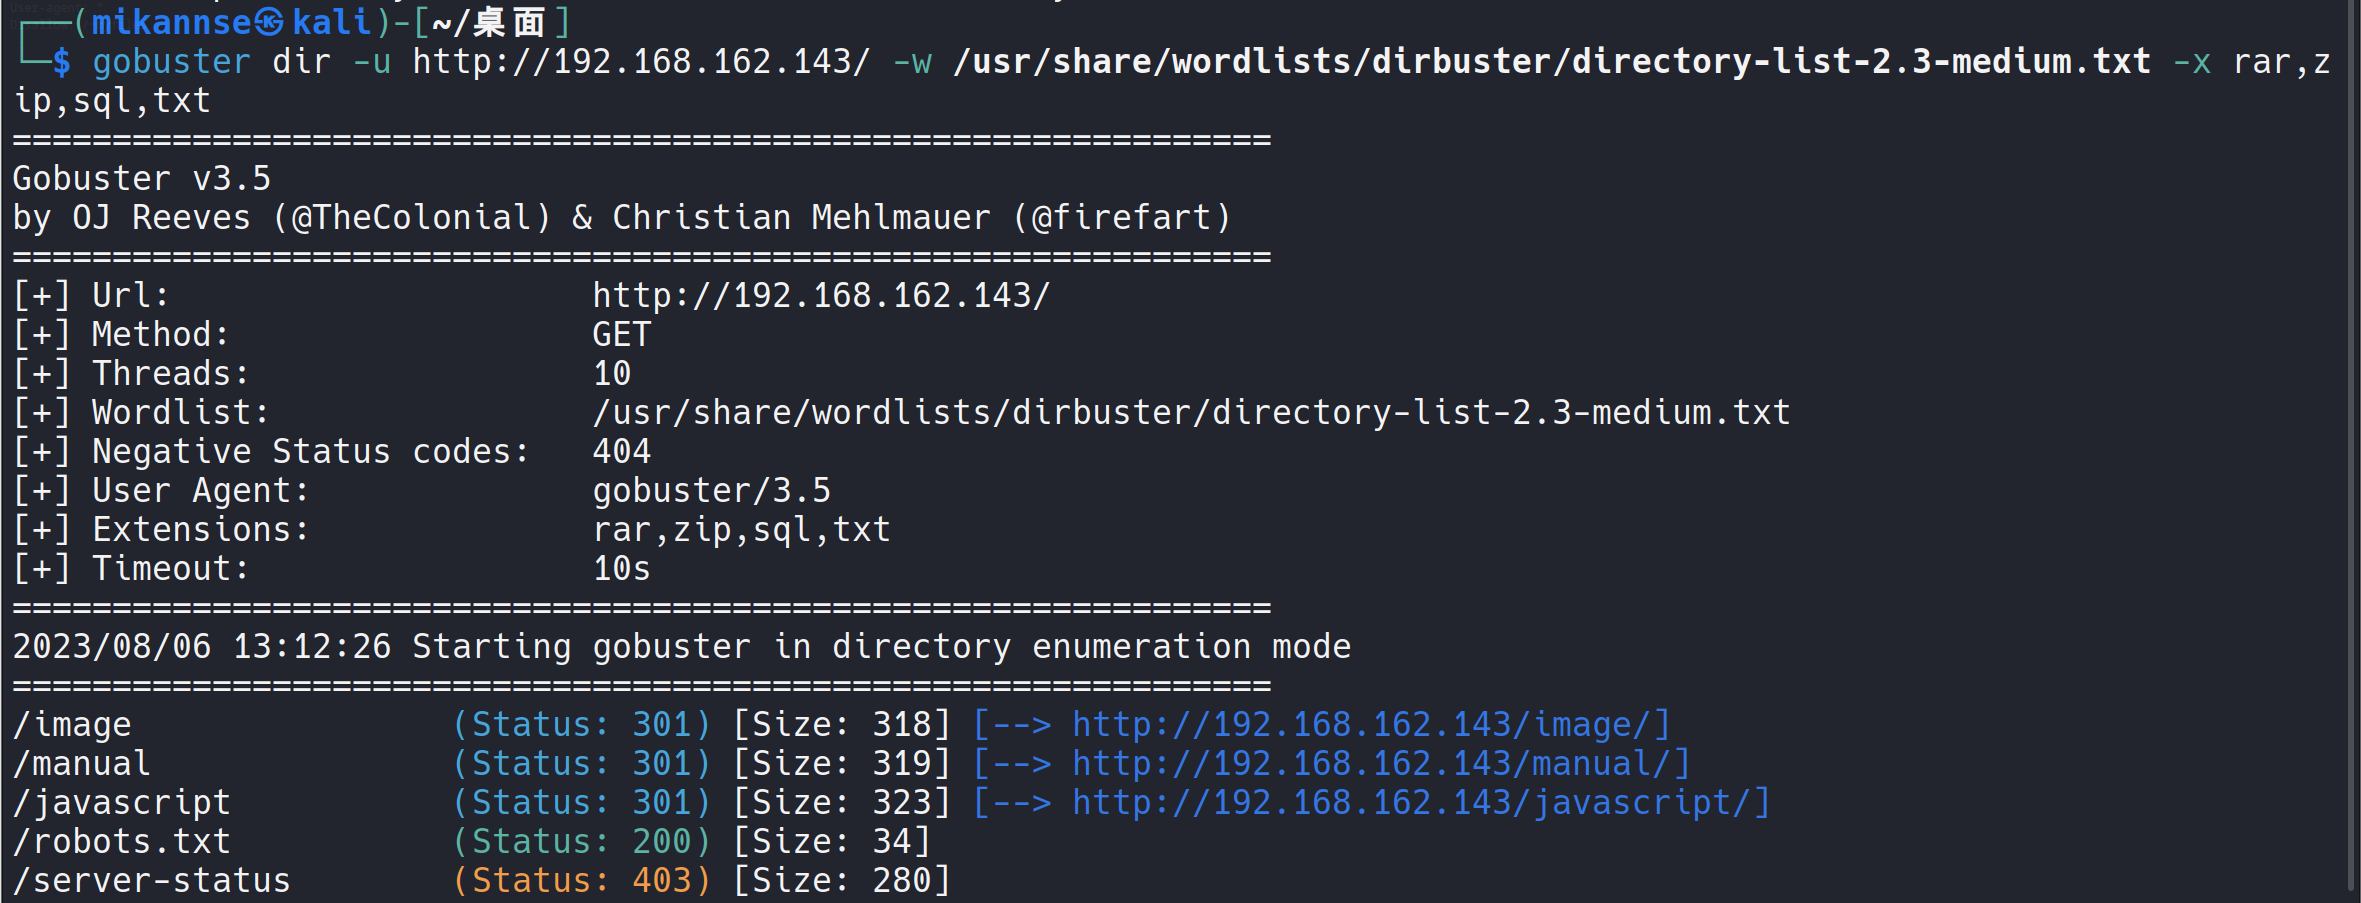 ┌──(mikannse㉿kali)-[~/桌面]
└─$ gobuster dir -u http://192.168.162.143/ -w /usr/share/wordlists/dirbuster/directory-list-2.3-medium.txt -x rar,z
ip,sql,txt
===============================================================
Gobuster v3.5
by OJ Reeves (@TheColonial) & Christian Mehlmauer (@firefart)
===============================================================
[+] Url:                     http://192.168.162.143/
[+] Method:                  GET
[+] Threads:                 10
[+] Wordlist:                /usr/share/wordlists/dirbuster/directory-list-2.3-medium.txt
[+] Negative Status codes:   404
[+] User Agent:              gobuster/3.5
[+] Extensions:              rar,zip,sql,txt
[+] Timeout:                 10s
===============================================================
2023/08/06 13:12:26 Starting gobuster in directory enumeration mode
===============================================================
/image                (Status: 301) [Size: 318] [--> http://192.168.162.143/image/]
/manual               (Status: 301) [Size: 319] [--> http://192.168.162.143/manual/]
/javascript           (Status: 301) [Size: 323] [--> http://192.168.162.143/javascript/]
/robots.txt           (Status: 200) [Size: 34]
/server-status        (Status: 403) [Size: 280]